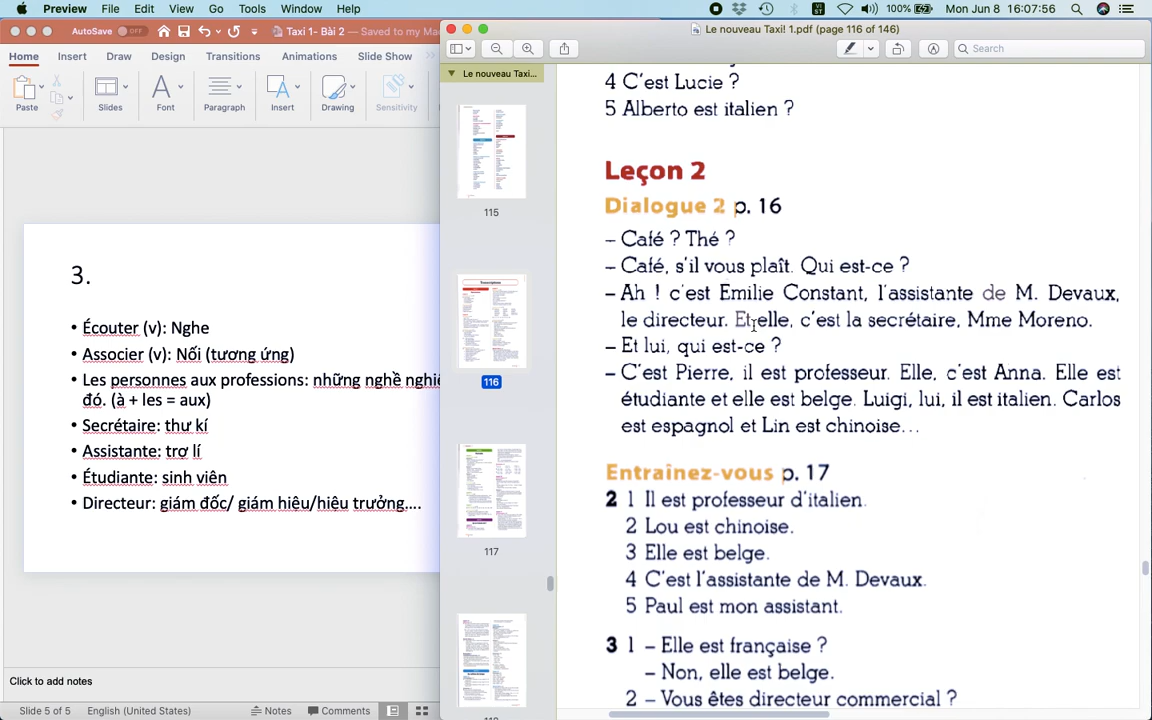 Preview File Edit View Go Tools Window Help 100% Mon Jun 8 16:07:56
AutoSave OFF Taxi 1- Bài 2 — Saved to my Ma
Home Insert Draw Design Transitions Animations Slide Show
Paste Slides Font Paragraph Insert Drawing Sensitivity
3.
• Écouter (v): Nghe
• Associer (v): Nối (tương ứng)
• Les personnes aux professions: những nghề nghiệ
đó. (à + les = aux)
• Secrétaire: thư kí
• Assistante: trợ lí
• Étudiante: sinh viên
• Directeur: giám đốc/ giám hiệu/hiệu trưởng....
Click to add notes
Slide 5 of 5 English (United States) Notes Comments
Le nouveau Taxi! 1.pdf (page 116 of 146)
Search
Le nouveau Taxi!...
115
116
117
4 C'est Lucie ?
5 Alberto est italien ?
Leçon 2
Dialogue 2 p. 16
– Café ? Thé ?
– Café, s'il vous plaît. Qui est-ce ?
– Ah ! c'est Emilie Constant, l'assistante de M. Devaux,
le directeur. Et elle, c'est la secrétaire, Mme Moreno.
– Et lui, qui est-ce ?
– C'est Pierre, il est professeur. Elle, c'est Anna. Elle est
étudiante et elle est belge. Luigi, lui, il est italien. Carlos
est espagnol et Lin est chinoise...
Entraînez-vous p. 17
2 1 Il est professeur d'italien.
2 Lou est chinoise.
3 Elle est belge.
4 C'est l'assistante de M. Devaux.
5 Paul est mon assistant.
3 1 – Elle est française ?
– Non, elle est belge.
2 – Vous êtes directeur commercial ?